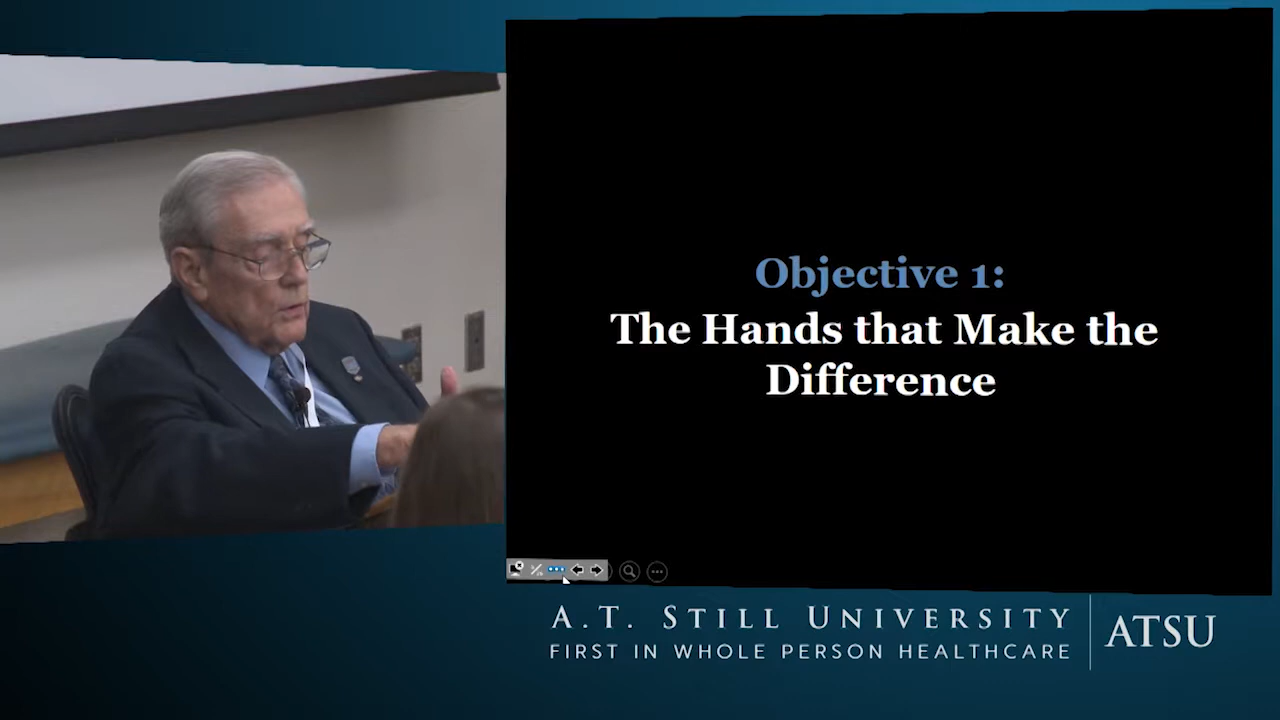 Objective 1:
The Hands that Make the
Difference
A.T. STILL UNIVERSITY
FIRST IN WHOLE PERSON HEALTHCARE
ATSU